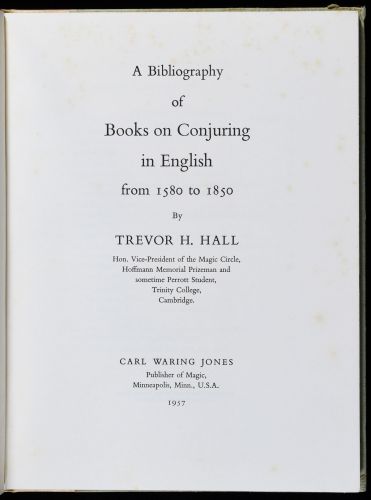 A Bibliography
of
Books on Conjuring
in English
from 1580 to 1850
By
TREVOR H. HALL
Hon. Vice-President of the Magic Circle,
Hoffmann Memorial Prizeman and
sometime Perrott Student,
Trinity College,
Cambridge.
CARL WARING JONES
Publisher of Magic,
Minneapolis, Minn., U.S.A.
1957